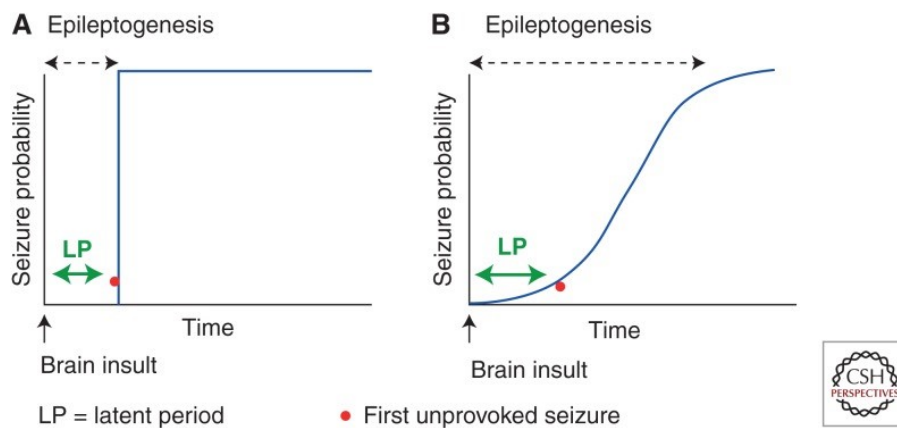 A Epileptogenesis
Seizure probability
LP
Time
Brain insult
B Epileptogenesis
Seizure probability
LP
Time
Brain insult
LP = latent period
First unprovoked seizure
CSH
PERSPECTIVES